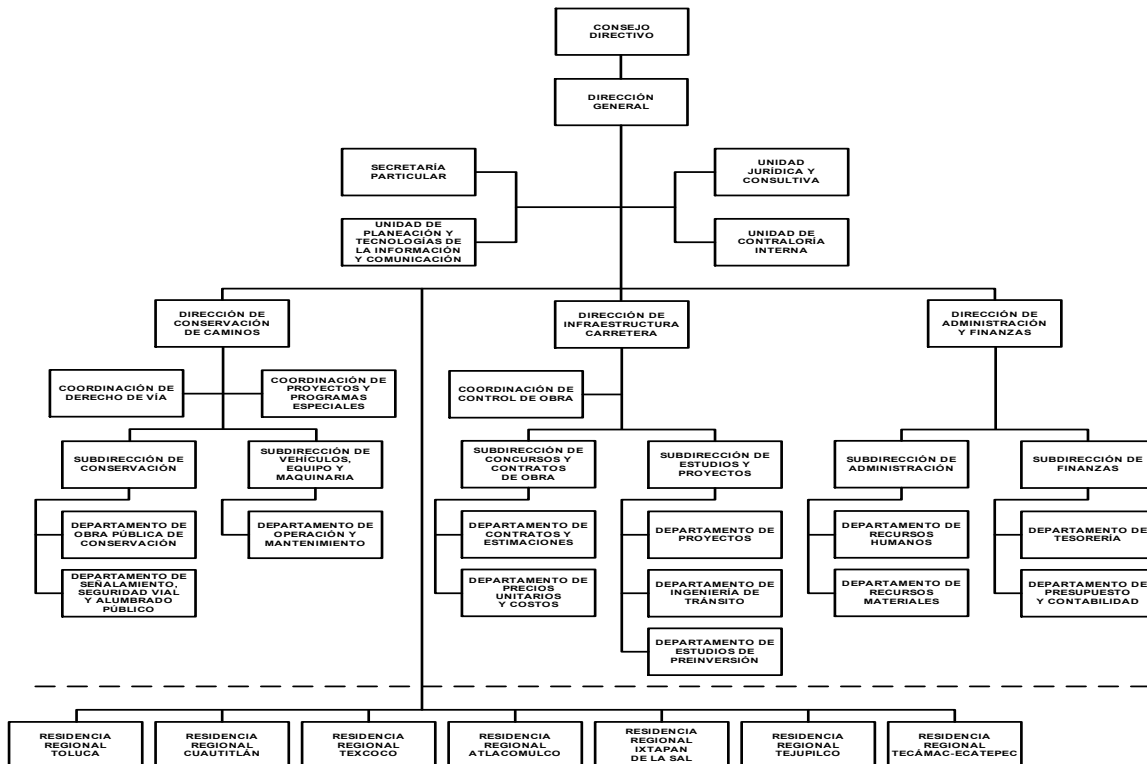 CONSEJO
DIRECTIVO
DIRECCIÓN
GENERAL
SECRETARÍA
PARTICULAR
UNIDAD
JURÍDICA Y
CONSULTIVA
UNIDAD DE
PLANEACIÓN Y
TECNOLOGÍAS DE
LA INFORMACIÓN
Y COMUNICACIÓN
UNIDAD DE
CONTRALORÍA
INTERNA
DIRECCIÓN DE
CONSERVACIÓN
DE CAMINOS
DIRECCIÓN DE
INFRAESTRUCTURA
CARRETERA
DIRECCIÓN DE
ADMINISTRACIÓN
Y FINANZAS
COORDINACIÓN DE
DERECHO DE VÍA
COORDINACIÓN DE
PROYECTOS Y
PROGRAMAS
ESPECIALES
COORDINACIÓN DE
CONTROL DE OBRA
SUBDIRECCIÓN DE
CONSERVACIÓN
SUBDIRECCIÓN DE
VEHÍCULOS,
EQUIPO Y
MAQUINARIA
SUBDIRECCIÓN DE
CONCURSOS Y
CONTRATOS
DE OBRA
SUBDIRECCIÓN DE
ESTUDIOS Y
PROYECTOS
SUBDIRECCIÓN DE
ADMINISTRACIÓN
SUBDIRECCIÓN DE
FINANZAS
DEPARTAMENTO DE
OBRA PÚBLICA DE
CONSERVACIÓN
DEPARTAMENTO DE
OPERACIÓN Y
MANTENIMIENTO
DEPARTAMENTO DE
CONTRATOS
Y ESTIMACIONES
DEPARTAMENTO DE
PROYECTOS
DEPARTAMENTO DE
RECURSOS
HUMANOS
DEPARTAMENTO DE
TESORERÍA
DEPARTAMENTO DE
SEÑALAMIENTO,
SEGURIDAD VIAL
Y ALUMBRADO
PÚBLICO
DEPARTAMENTO DE
PRECIOS
UNITARIOS
Y COSTOS
DEPARTAMENTO DE
INGENIERÍA DE
TRÁNSITO
DEPARTAMENTO DE
RECURSOS
MATERIALES
DEPARTAMENTO DE
PRESUPUESTO
Y CONTABILIDAD
DEPARTAMENTO DE
ESTUDIOS DE
PREINVERSIÓN
RESIDENCIA
REGIONAL
TOLUCA
RESIDENCIA
REGIONAL
CUAUTITLÁN
RESIDENCIA
REGIONAL
TEXCOCO
RESIDENCIA
REGIONAL
ATLACOMULCO
RESIDENCIA
REGIONAL
IXTAPAN
DE LA SAL
RESIDENCIA
REGIONAL
TEJUPILCO
RESIDENCIA
REGIONAL
TECÁMAC-ECATEPEC